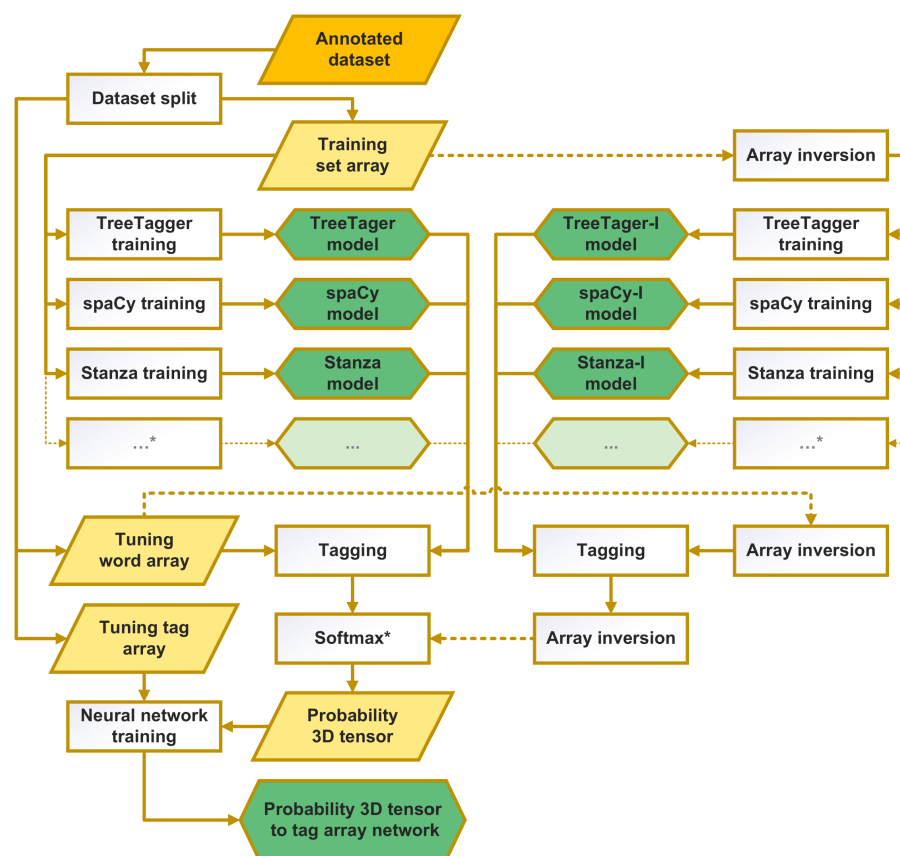 Annotated
dataset
Dataset split
Training
set array
Array inversion
TreeTagger
training
TreeTager
model
TreeTager-I
model
TreeTagger
training
spaCy training
spaCy
model
spaCy-I
model
spaCy training
Stanza training
Stanza
model
Stanza-I
model
Stanza training
...*
...
...
...*
Tuning
word array
Tagging
Tagging
Array inversion
Tuning tag
array
Softmax*
Array inversion
Neural network
training
Probability
3D tensor
Probability 3D tensor
to tag array network